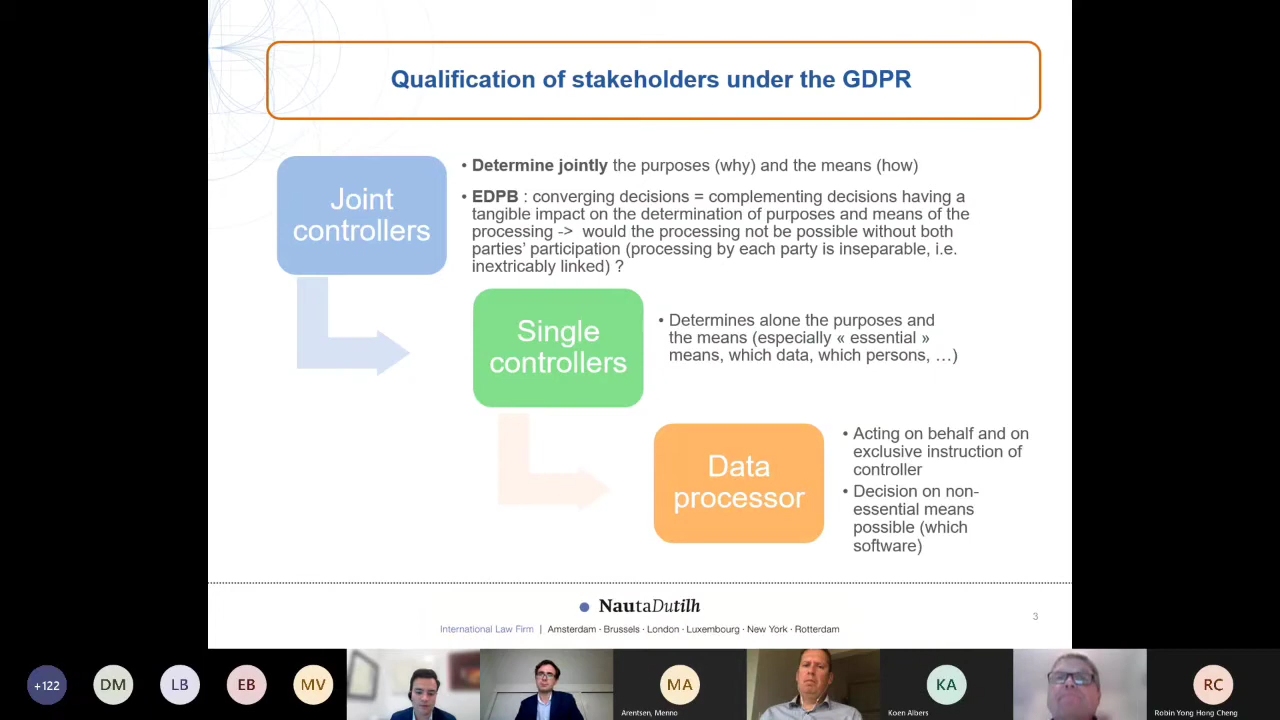 Qualification of stakeholders under the GDPR
Joint
controllers
• Determine jointly the purposes (why) and the means (how)
• EDPB : converging decisions = complementing decisions having a
tangible impact on the determination of purposes and means of the
processing -> would the processing not be possible without both
parties’ participation (processing by each party is inseparable, i.e.
inextricably linked) ?
Single
controllers
• Determines alone the purposes and
the means (especially « essential »
means, which data, which persons, …)
Data
processor
• Acting on behalf and on
exclusive instruction of
controller
• Decision on non-
essential means
possible (which
software)
NautaDutilh
3
International Law Firm | Amsterdam · Brussels · London · Luxembourg · New York · Rotterdam
+122
DM
LB
EB
MV
MA
Arentsen, Menno
KA
Koen Albers
RC
Robin Yong Hong Cheng